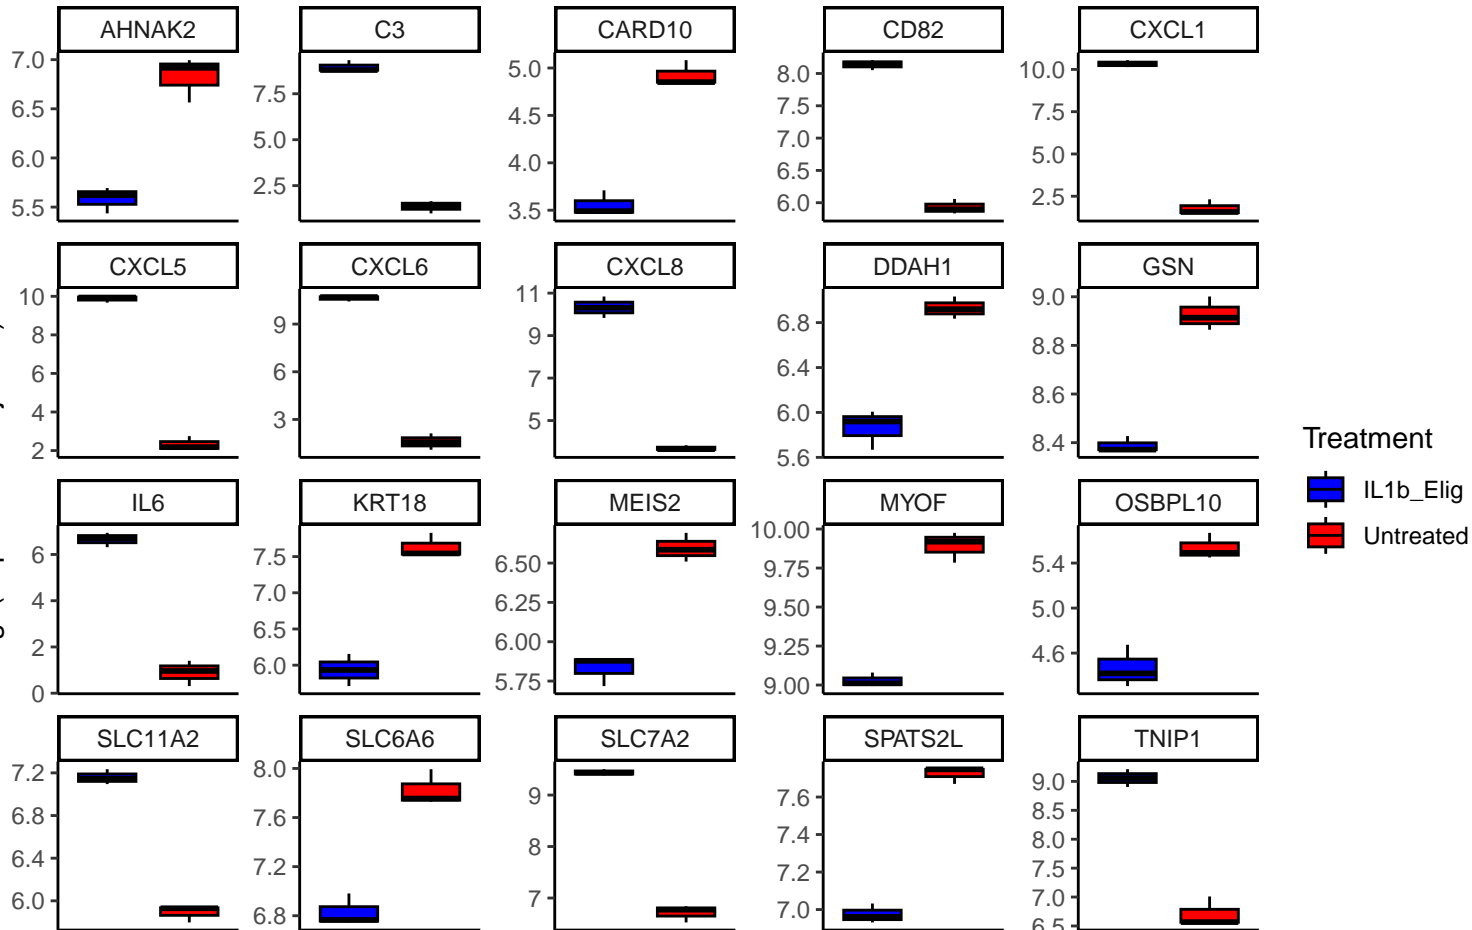 AHNAK2 C3 CARD10 CD82 CXCL1
7.0 6.5 6.0 5.5
7.5 5.0 2.5
5.0 4.5 4.0 3.5
8.0 7.5 7.0 6.5 6.0
10.0 7.5 5.0 2.5
CXCL5 CXCL6 CXCL8 DDAH1 GSN
10 8 6 4 2
9 6 3
11 9 7 5
6.8 6.4 6.0 5.6
9.0 8.8 8.6 8.4
IL6 KRT18 MEIS2 MYOF OSBPL10
6 4 2 0
7.5 7.0 6.5 6.0
6.50 6.25 6.00 5.75
10.00 9.75 9.50 9.25 9.00
5.4 5.0 4.6
SLC11A2 SLC6A6 SLC7A2 SPATS2L TNIP1
7.2 6.8 6.4 6.0
8.0 7.6 7.2 6.8
9 8 7
7.6 7.4 7.2 7.0
9.0 8.5 8.0 7.5 7.0 6.5
Treatment
IL1b_Elig
Untreated